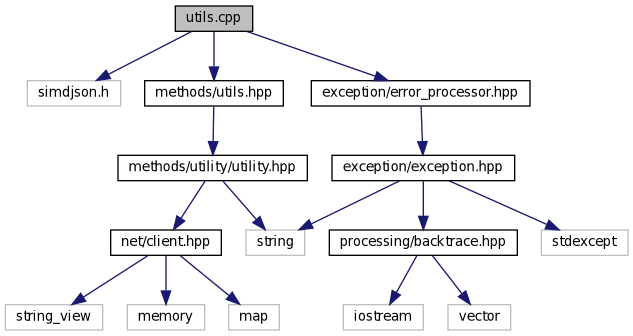 utils.cpp
simdjson.h
methods/utils.hpp
exception/error_processor.hpp
methods/utility/utility.hpp
exception/exception.hpp
net/client.hpp
string
processing/backtrace.hpp
stdexcept
string_view
memory
map
iostream
vector